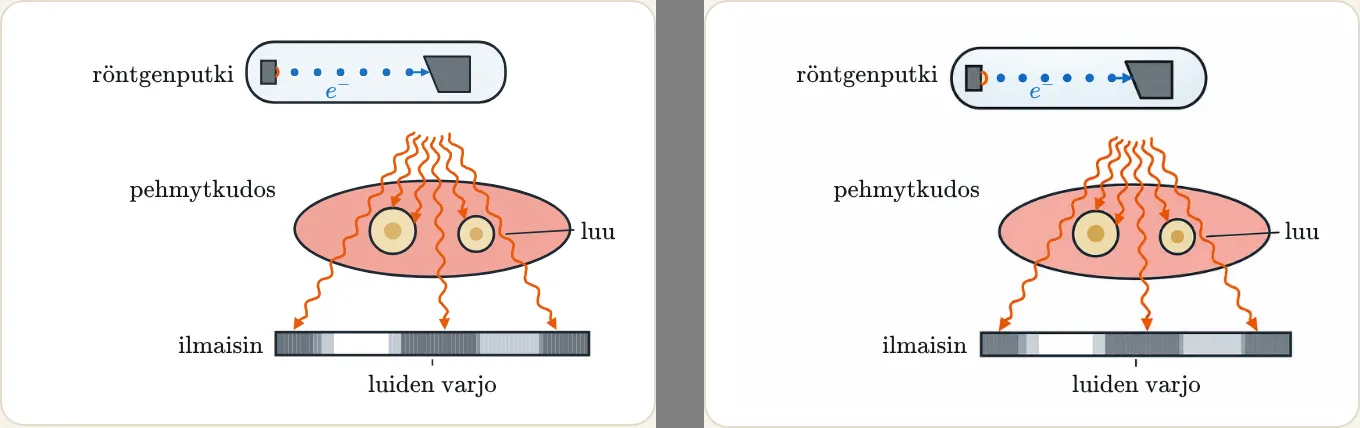 röntgenputki
e⁻
pehmytkudos
luu
ilmaisin
luiden varjo
röntgenputki
e⁻
pehmytkudos
luu
ilmaisin
luiden varjo